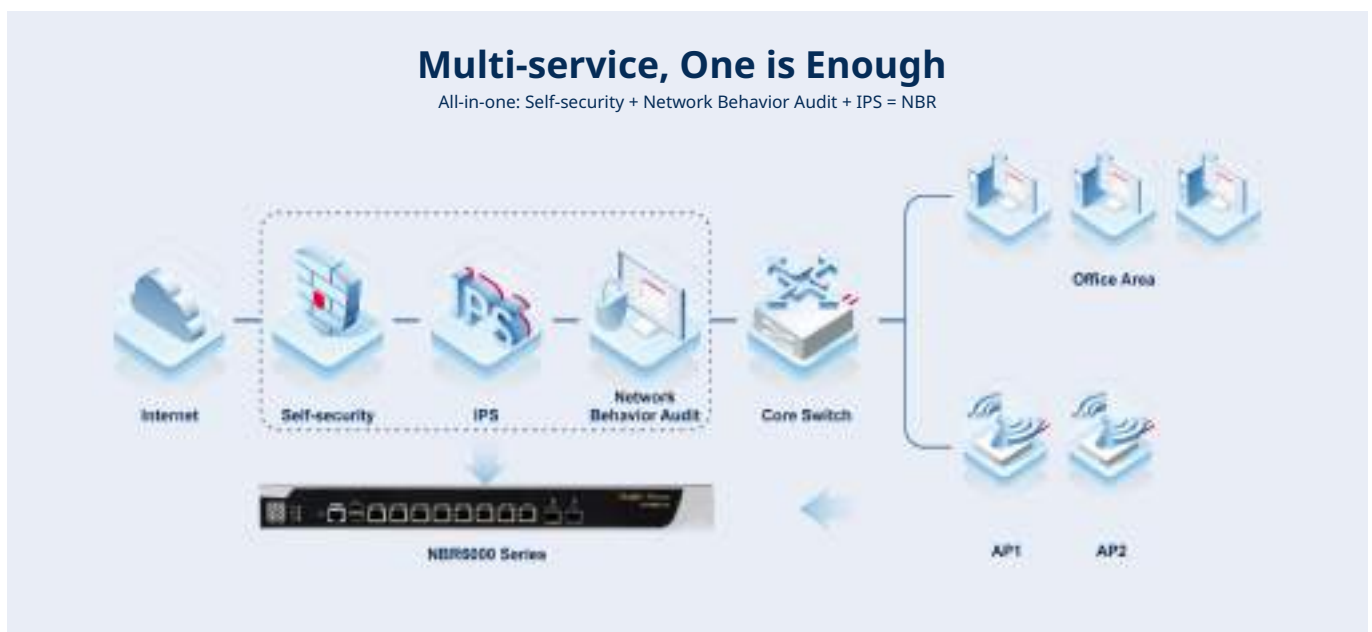 Multi-service, One is Enough
All-in-one: Self-security + Network Behavior Audit + IPS = NBR
Office Area
IPS
Internet
Self-security
IPS
Network
Behavior Audit
Core Switch
NBR6000 Series
AP1
AP2